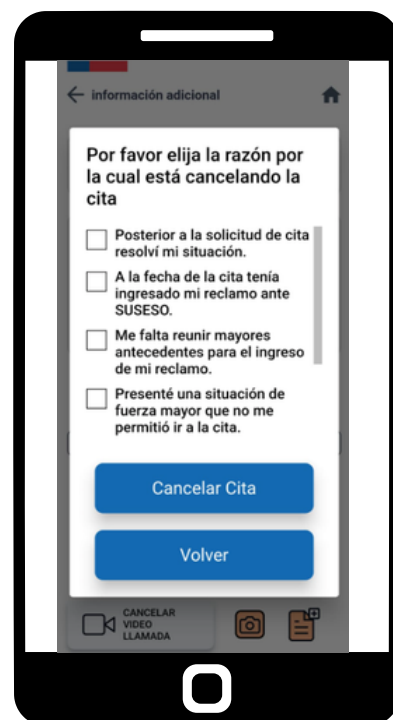 información adicional
Por favor elija la razón por
la cual está cancelando la
cita
Posterior a la solicitud de cita
resolví mi situación.
A la fecha de la cita tenía
ingresado mi reclamo ante
SUSESO.
Me falta reunir mayores
antecedentes para el ingreso
de mi reclamo.
Presenté una situación de
fuerza mayor que no me
permitió ir a la cita.
Cancelar Cita
Volver
CANCELAR
VIDEO
LLAMADA